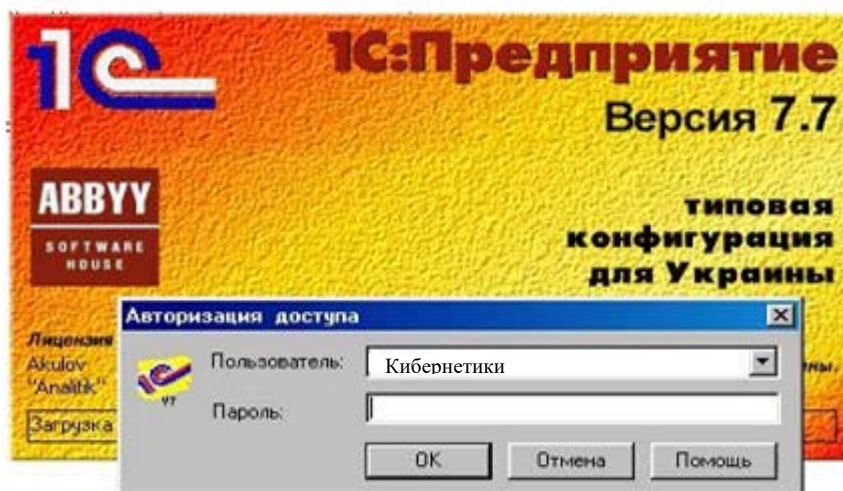 1С
1С:Предприятие
Версия 7.7
ABBYY
SOFTWARE
HOUSE
типовая
конфигурация
для Украины
Авторизация доступа
Лицензия
Akulov
"Analitik"
Загрузка
Пользователь:
Кибернетики
Пароль:
OK
Отмена
Помощь